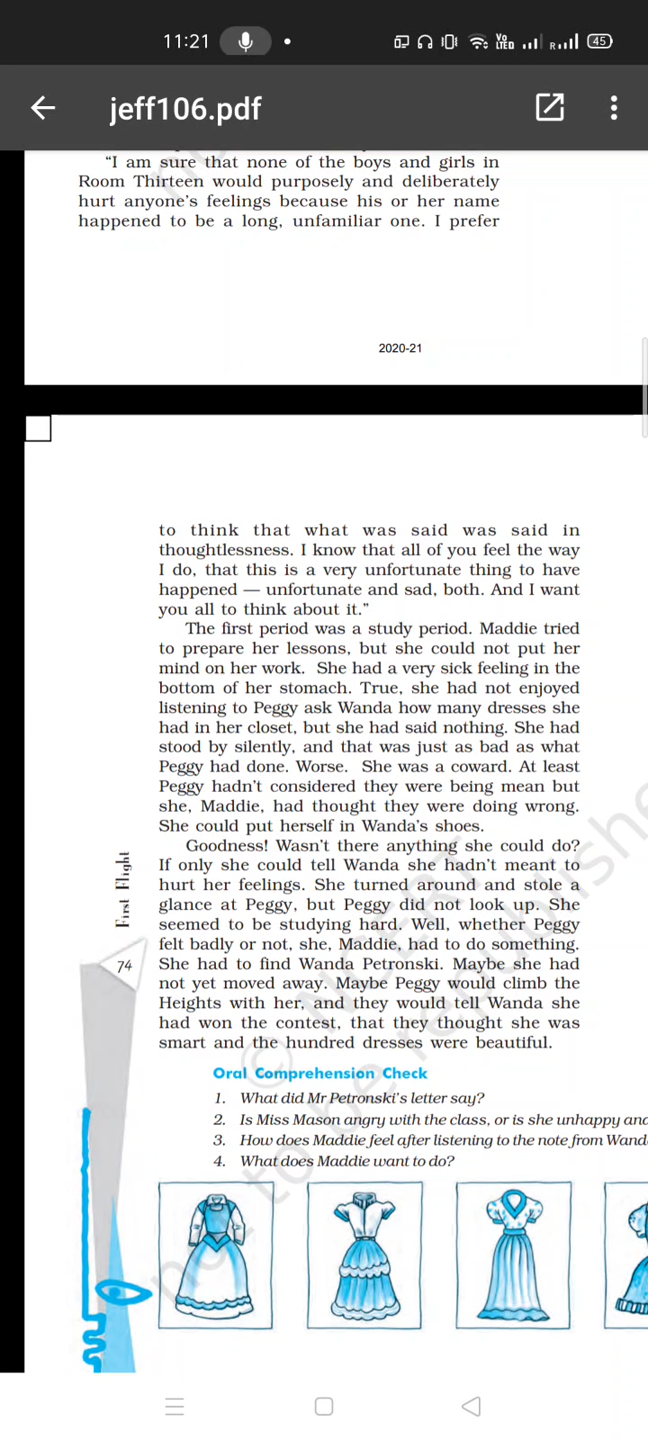 11:21
Vo
LTED
R
45
jeff106.pdf
"I am sure that none of the boys and girls in
Room Thirteen would purposely and deliberately
hurt anyone's feelings because his or her name
happened to be a long, unfamiliar one. I prefer
2020-21
to think that what was said was said in
thoughtlessness. I know that all of you feel the way
I do, that this is a very unfortunate thing to have
happened — unfortunate and sad, both. And I want
you all to think about it."
The first period was a study period. Maddie tried
to prepare her lessons, but she could not put her
mind on her work. She had a very sick feeling in the
bottom of her stomach. True, she had not enjoyed
listening to Peggy ask Wanda how many dresses she
had in her closet, but she had said nothing. She had
stood by silently, and that was just as bad as what
Peggy had done. Worse. She was a coward. At least
Peggy hadn't considered they were being mean but
she, Maddie, had thought they were doing wrong.
She could put herself in Wanda's shoes.
Goodness! Wasn't there anything she could do?
If only she could tell Wanda she hadn't meant to
hurt her feelings. She turned around and stole a
glance at Peggy, but Peggy did not look up. She
seemed to be studying hard. Well, whether Peggy
felt badly or not, she, Maddie, had to do something.
She had to find Wanda Petronski. Maybe she had
not yet moved away. Maybe Peggy would climb the
Heights with her, and they would tell Wanda she
had won the contest, that they thought she was
smart and the hundred dresses were beautiful.
First Flight
74
Oral Comprehension Check
1. What did Mr Petronski's letter say?
2. Is Miss Mason angry with the class, or is she unhappy and
3. How does Maddie feel after listening to the note from Wand
4. What does Maddie want to do?
© NCERT
not to be republishe